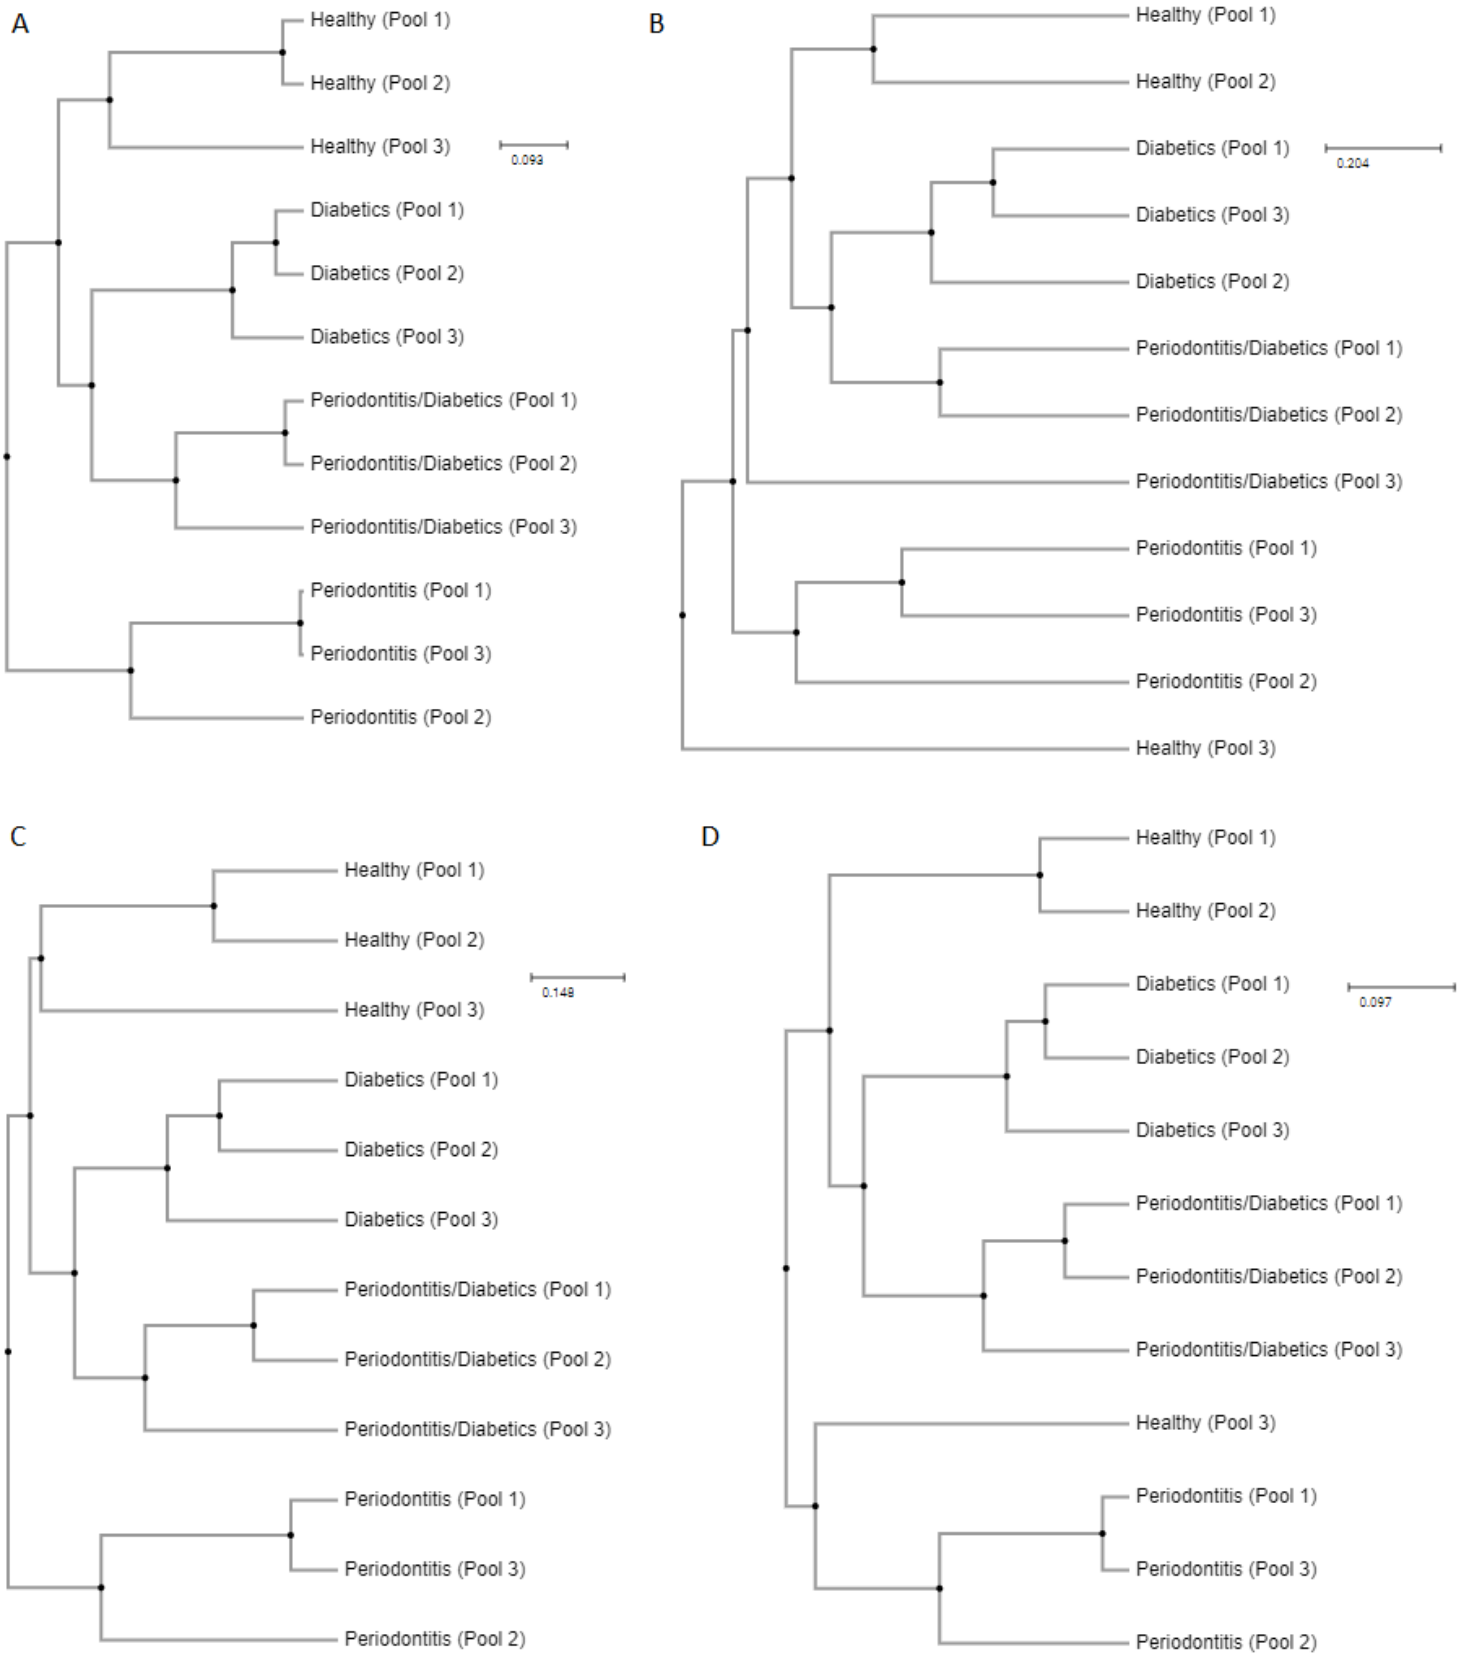 A
Healthy (Pool 1)
Healthy (Pool 2)
Healthy (Pool 3)
0.093
Diabetics (Pool 1)
Diabetics (Pool 2)
Diabetics (Pool 3)
Periodontitis/Diabetics (Pool 1)
Periodontitis/Diabetics (Pool 2)
Periodontitis/Diabetics (Pool 3)
Periodontitis (Pool 1)
Periodontitis (Pool 3)
Periodontitis (Pool 2)
B
Healthy (Pool 1)
Healthy (Pool 2)
Diabetics (Pool 1)
0.204
Diabetics (Pool 3)
Diabetics (Pool 2)
Periodontitis/Diabetics (Pool 1)
Periodontitis/Diabetics (Pool 2)
Periodontitis/Diabetics (Pool 3)
Periodontitis (Pool 1)
Periodontitis (Pool 3)
Periodontitis (Pool 2)
Healthy (Pool 3)
C
Healthy (Pool 1)
Healthy (Pool 2)
0.148
Healthy (Pool 3)
Diabetics (Pool 1)
Diabetics (Pool 2)
Diabetics (Pool 3)
Periodontitis/Diabetics (Pool 1)
Periodontitis/Diabetics (Pool 2)
Periodontitis/Diabetics (Pool 3)
Periodontitis (Pool 1)
Periodontitis (Pool 3)
Periodontitis (Pool 2)
D
Healthy (Pool 1)
Healthy (Pool 2)
Diabetics (Pool 1)
0.097
Diabetics (Pool 2)
Diabetics (Pool 3)
Periodontitis/Diabetics (Pool 1)
Periodontitis/Diabetics (Pool 2)
Periodontitis/Diabetics (Pool 3)
Healthy (Pool 3)
Periodontitis (Pool 1)
Periodontitis (Pool 3)
Periodontitis (Pool 2)